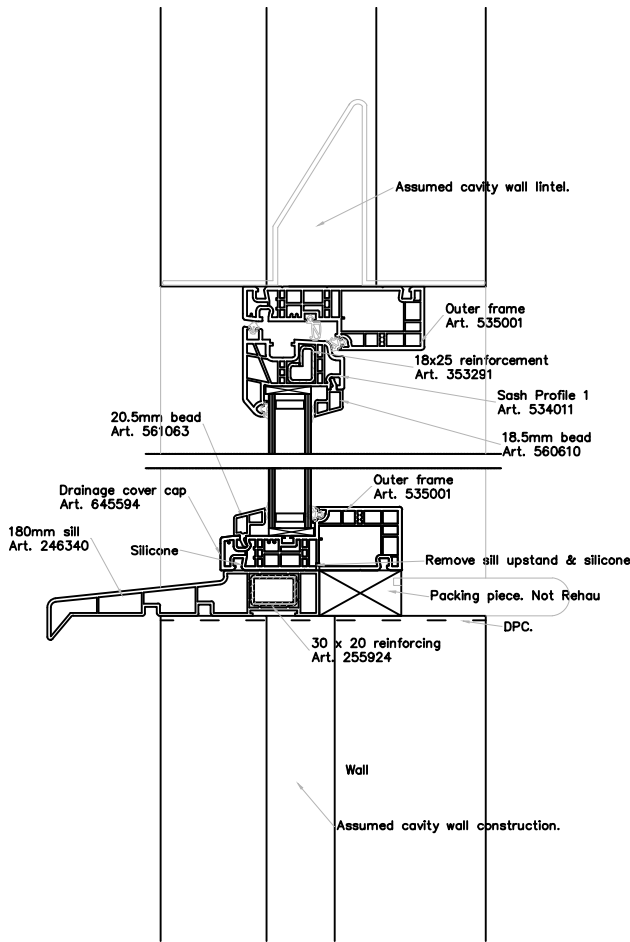 Assumed cavity wall lintel.
Outer frame
Art. 535001
18x25 reinforcement
Art. 353291
Sash Profile 1
Art. 534011
20.5mm bead
Art. 561063
18.5mm bead
Art. 560610
Outer frame
Art. 535001
Drainage cover cap
Art. 645594
180mm sill
Art. 246340
Silicone
Remove sill upstand & silicone
Packing piece. Not Rehau
DPC.
30 x 20 reinforcing
Art. 255924
Wall
Assumed cavity wall construction.